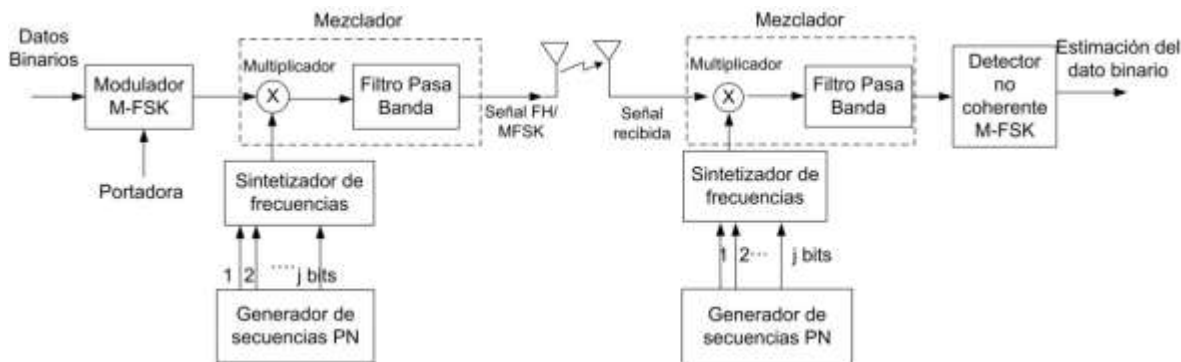 Datos
Binarios
Modulador
M-FSK
Portadora
Mezclador
Multiplicador
X
Filtro Pasa
Banda
Señal FH/
MFSK
Sintetizador de
frecuencias
1 2 ···· j bits
Generador de
secuencias PN
Señal
recibida
Mezclador
Multiplicador
X
Filtro Pasa
Banda
Detector
no
coherente
M-FSK
Estimación del
dato binario
Sintetizador de
frecuencias
1 2··· j bits
Generador de
secuencias PN